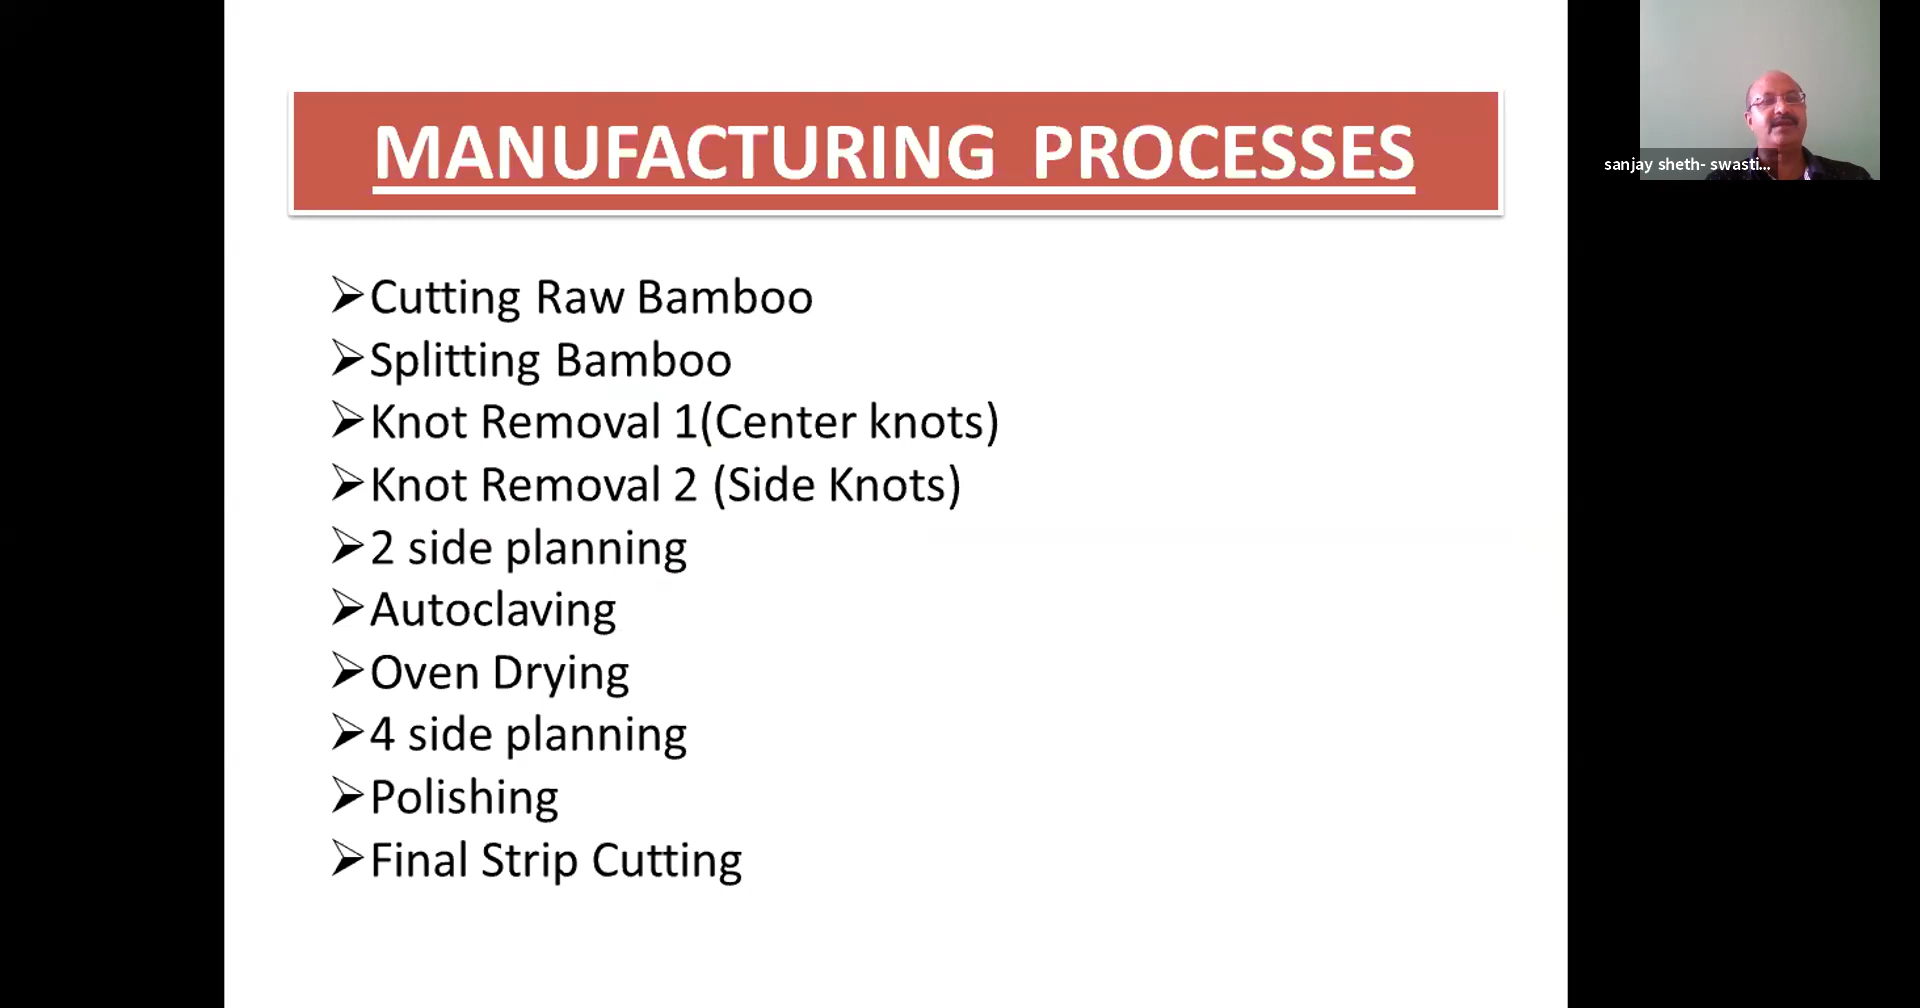 MANUFACTURING PROCESSES
sanjay sheth- swasti...
➢Cutting Raw Bamboo
➢Splitting Bamboo
➢Knot Removal 1(Center knots)
➢Knot Removal 2 (Side Knots)
➢2 side planning
➢Autoclaving
➢Oven Drying
➢4 side planning
➢Polishing
➢Final Strip Cutting